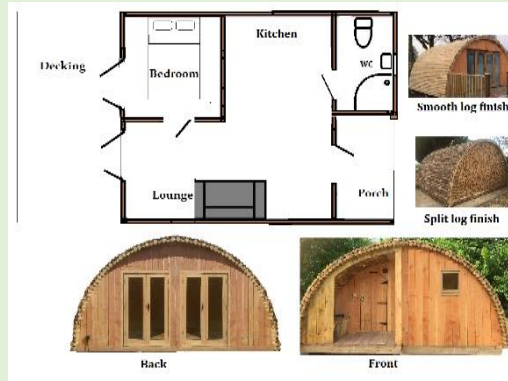 Kitchen
Decking
Bedroom
WC
Smooth log finish
Lounge
Porch
Split log finish
Back
Front